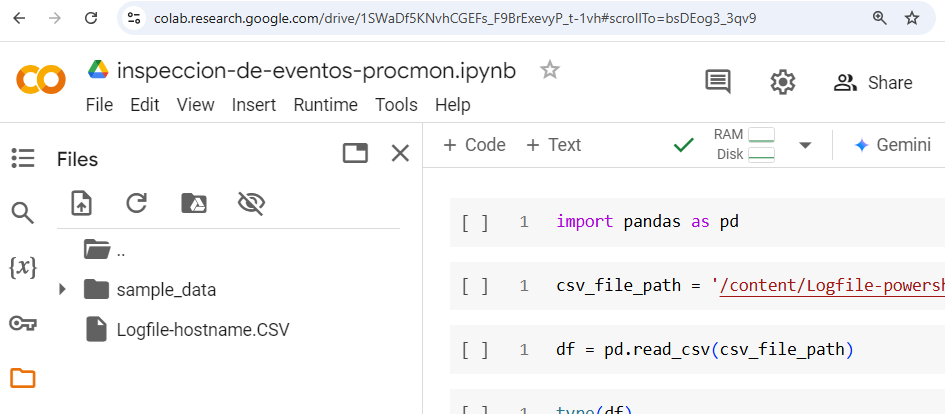 colab.research.google.com/drive/1SWaDf5KNvhCGEFs_F9BrExevyP_t-1vh#scrollTo=bsDEog3_3qv9
inspeccion-de-eventos-procmon.ipynb
File Edit View Insert Runtime Tools Help
Share
Files
+ Code + Text
RAM
Disk
Gemini
..
sample_data
Logfile-hostname.CSV
{x}
[ ] 1 import pandas as pd
[ ] 1 csv_file_path = '/content/Logfile-powersh
[ ] 1 df = pd.read_csv(csv_file_path)
[ ] 1 type(df)